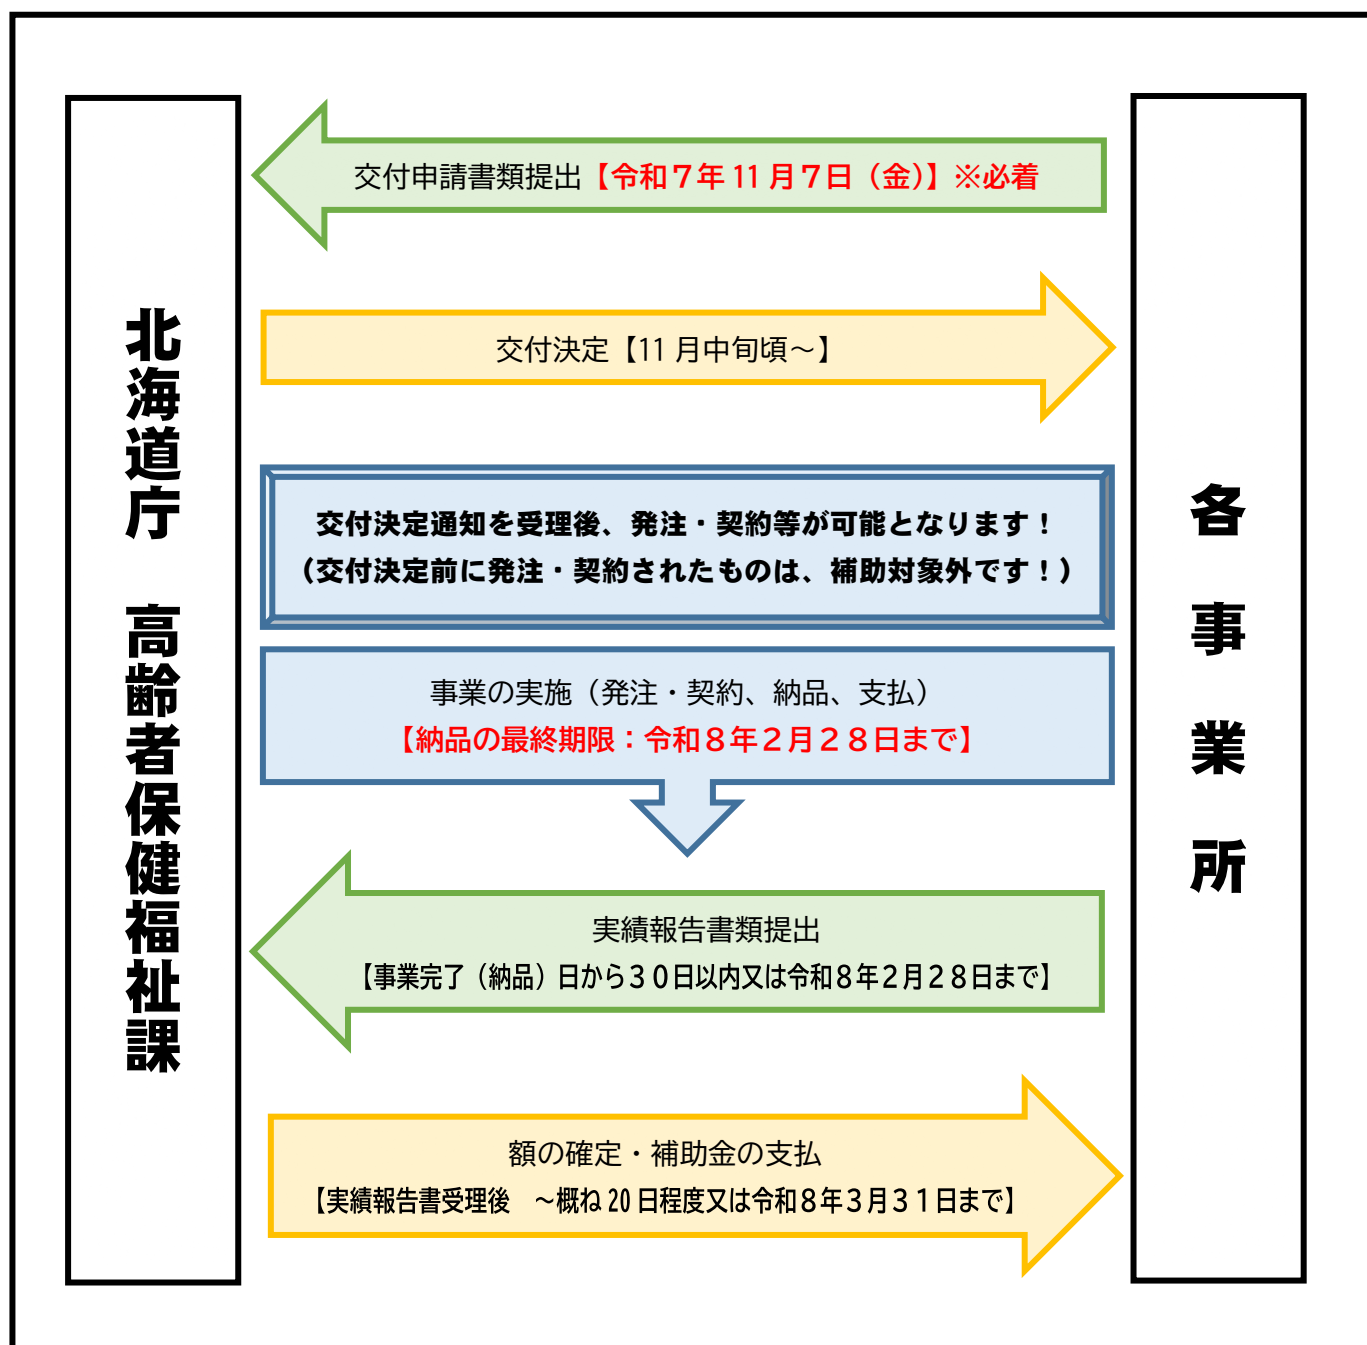 北海道庁　高齢者保健福祉課
交付申請書類提出【令和７年11月７日（金）】※必着
交付決定【11月中旬頃～】
交付決定通知を受理後、発注・契約等が可能となります！
（交付決定前に発注・契約されたものは、補助対象外です！）
事業の実施（発注・契約、納品、支払）
【納品の最終期限：令和８年２月２８日まで】
実績報告書類提出
【事業完了（納品）日から３０日以内又は令和８年２月２８日まで】
額の確定・補助金の支払
【実績報告書受理後　～概ね20日程度又は令和８年３月３１日まで】
各事業所